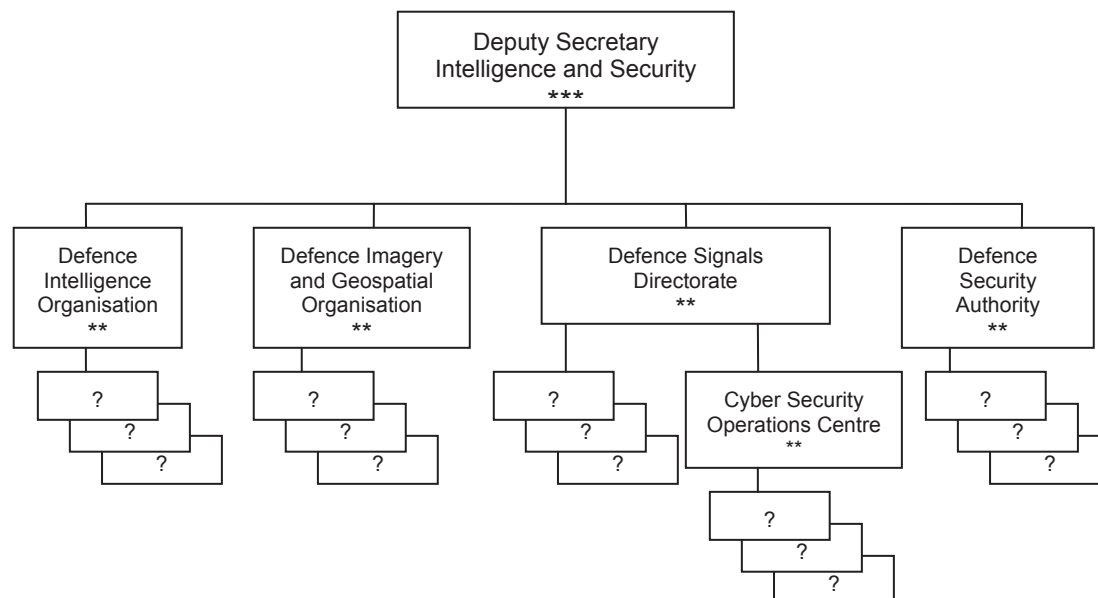 Deputy Secretary
Intelligence and Security
***
Defence
Intelligence
Organisation
**
Defence Imagery
and Geospatial
Organisation
**
Defence Signals
Directorate
**
Defence
Security
Authority
**
?
?
?
?
?
?
?
?
?
Cyber Security
Operations Centre
**
?
?
?
?
?
?